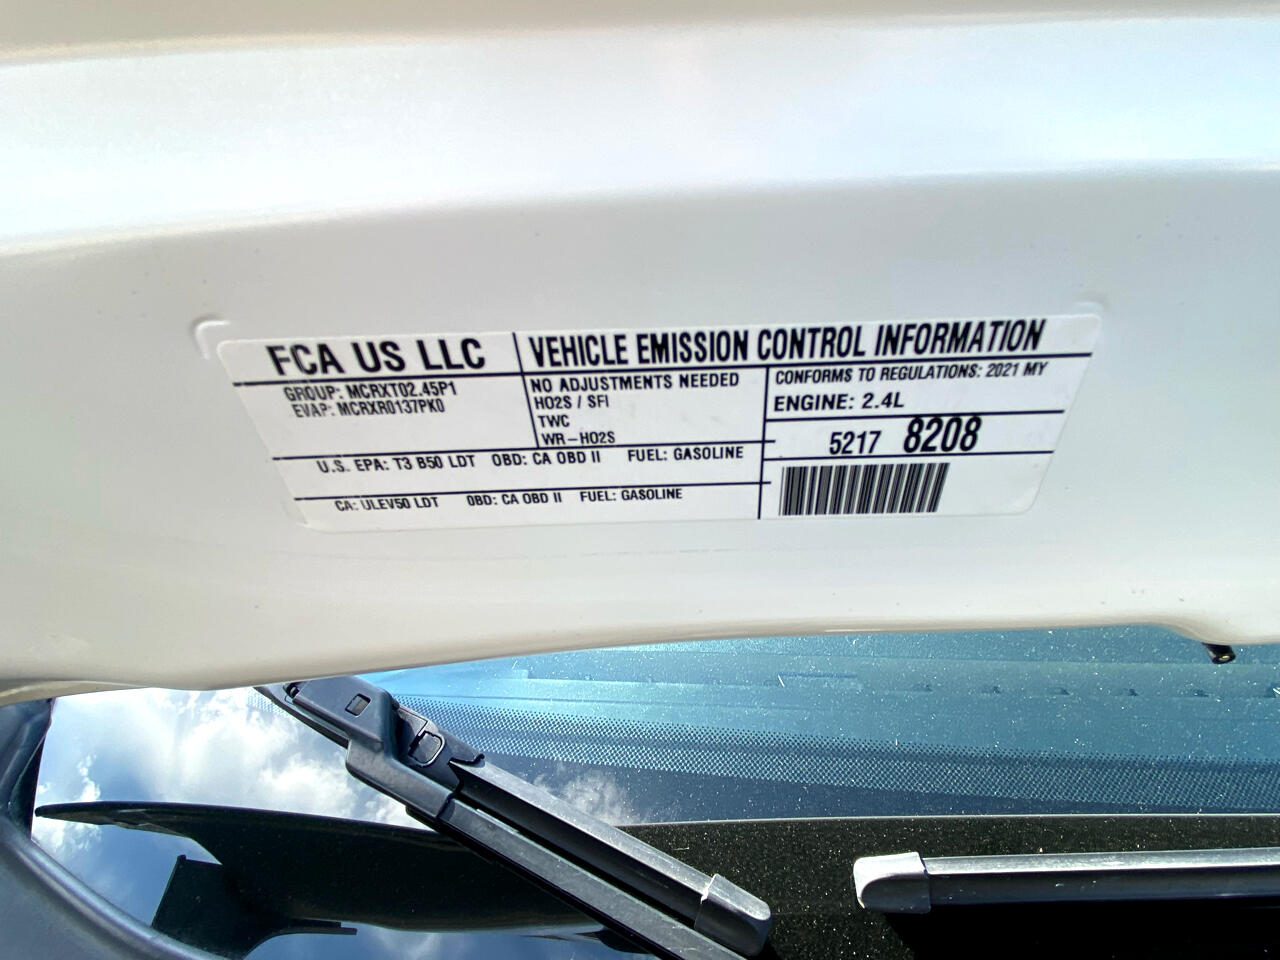 FCA US LLC
VEHICLE EMISSION CONTROL INFORMATION
GROUP: MCRXT02.45P1
EVAP: MCRXR0137PK0
NO ADJUSTMENTS NEEDED
HO2S / SFI
TWC
WR-HO2S
CONFORMS TO REGULATIONS: 2021 MY
ENGINE: 2.4L
5217 8208
U.S. EPA: T3 B50 LDT OBD: CA OBD II FUEL: GASOLINE
CA: ULEV50 LDT OBD: CA OBD II FUEL: GASOLINE